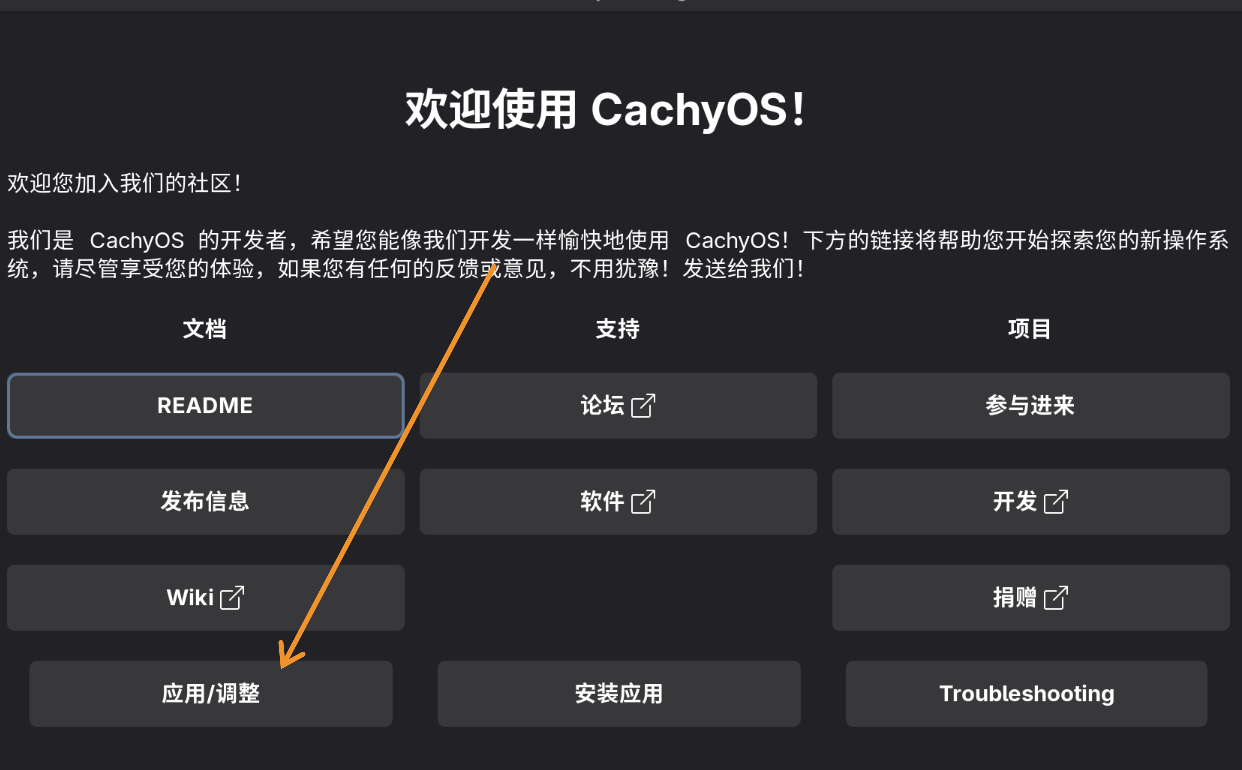 欢迎使用 CachyOS！
欢迎您加入我们的社区！
我们是 CachyOS 的开发者，希望您能像我们开发一样愉快地使用 CachyOS！下方的链接将帮助您开始探索您的新操作系
统，请尽管享受您的体验，如果您有任何的反馈或意见，不用犹豫！发送给我们！
文档 支持 项目
README 论坛 参与进来
发布信息 软件 开发
Wiki 捐赠
应用/调整 安装应用 Troubleshooting